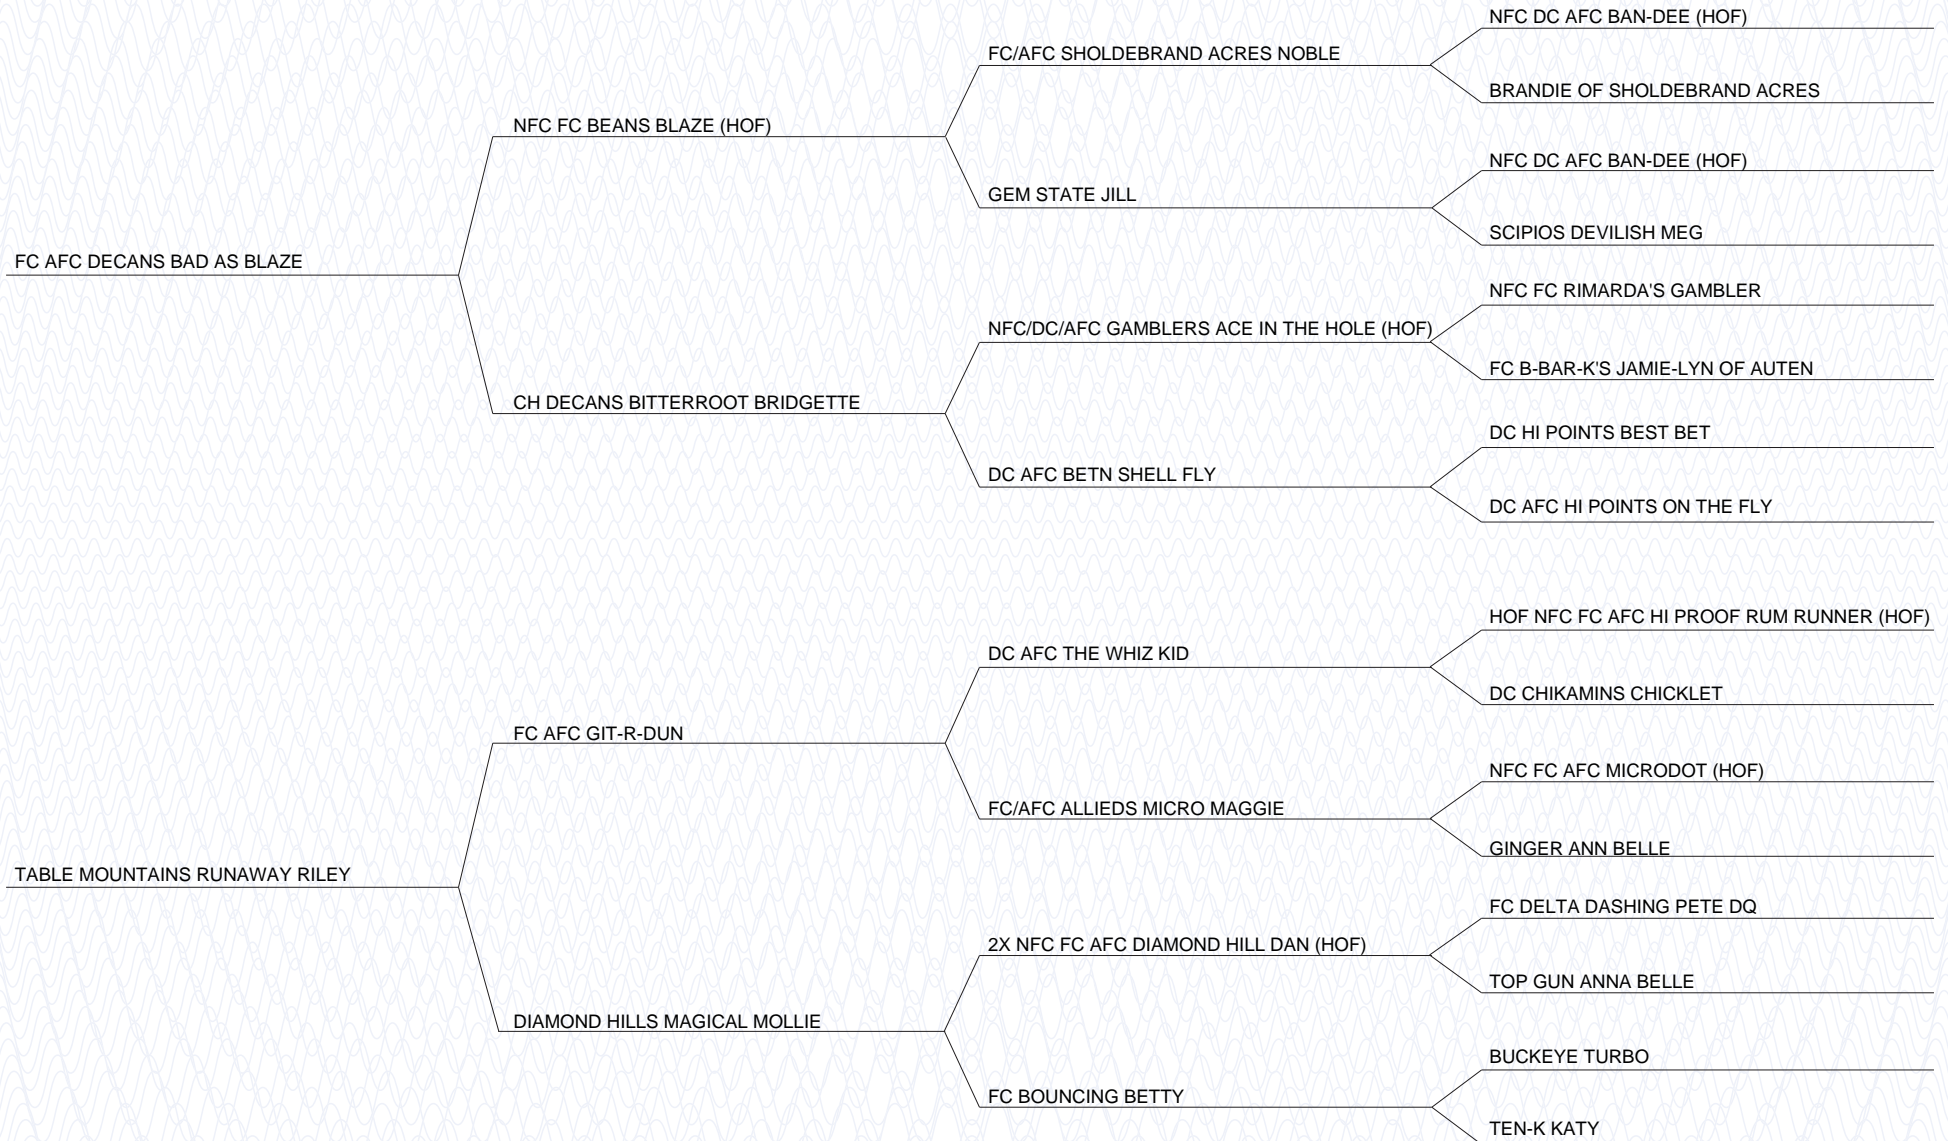 NFC DC AFC BAN-DEE (HOF)
FC/AFC SHOLDEBRAND ACRES NOBLE
BRANDIE OF SHOLDEBRAND ACRES
NFC FC BEANS BLAZE (HOF)
NFC DC AFC BAN-DEE (HOF)
GEM STATE JILL
SCIPIOS DEVILISH MEG
FC AFC DECANS BAD AS BLAZE
NFC FC RIMARDA'S GAMBLER
NFC/DC/AFC GAMBLERS ACE IN THE HOLE (HOF)
FC B-BAR-K'S JAMIE-LYN OF AUTEN
CH DECANS BITTERROOT BRIDGETTE
DC HI POINTS BEST BET
DC AFC BETN SHELL FLY
DC AFC HI POINTS ON THE FLY
HOF NFC FC AFC HI PROOF RUM RUNNER (HOF)
DC AFC THE WHIZ KID
DC CHIKAMINS CHICKLET
FC AFC GIT-R-DUN
NFC FC AFC MICRODOT (HOF)
FC/AFC ALLIEDS MICRO MAGGIE
GINGER ANN BELLE
TABLE MOUNTAINS RUNAWAY RILEY
FC DELTA DASHING PETE DQ
2X NFC FC AFC DIAMOND HILL DAN (HOF)
TOP GUN ANNA BELLE
DIAMOND HILLS MAGICAL MOLLIE
BUCKEYE TURBO
FC BOUNCING BETTY
TEN-K KATY